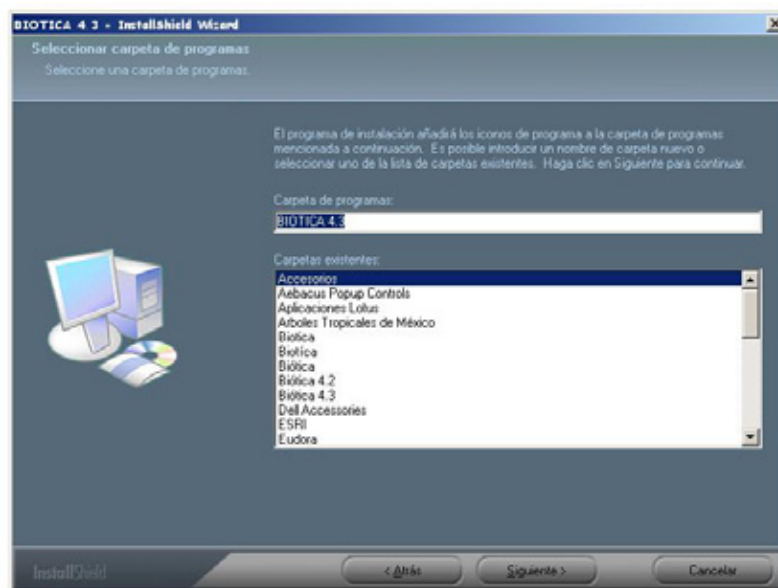 BIOTICA 4.3 - InstallShield Wizard
Seleccionar carpeta de programas
Seleccione una carpeta de programas.
El programa de instalación añadirá los iconos de programa a la carpeta de programas
mencionada a continuación. Es posible introducir un nombre de carpeta nuevo o
seleccionar uno de la lista de carpetas existentes. Haga clic en Siguiente para continuar.
Carpeta de programas:
BIOTICA 4.3
Carpetas existentes:
Accesorios
Aebacus Popup Controls
Aplicaciones Lotus
Arboles Tropicales de México
Biotica
Biotíca
Biótica
Biótica 4.2
Biótica 4.3
Dell Accessories
ESRI
Eudora
InstallShield
< Atrás
Siguiente >
Cancelar